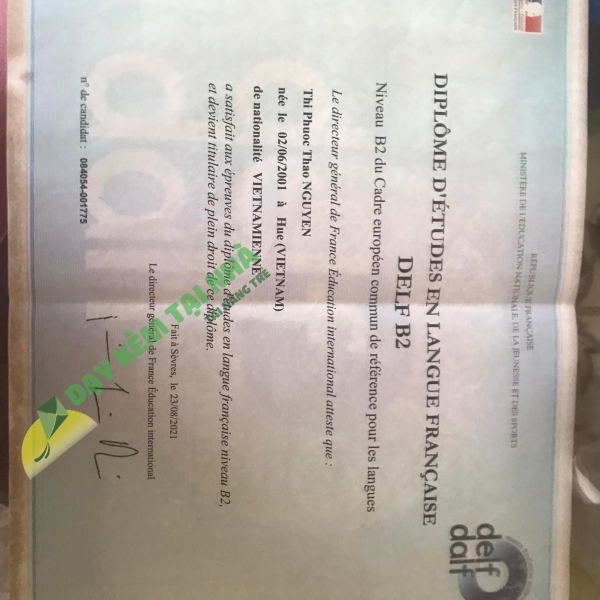 RÉPUBLIQUE FRANÇAISE
MINISTÈRE DE L'ÉDUCATION NATIONALE, DE LA JEUNESSE ET DES SPORTS
delf
dalf
DIPLÔME D'ÉTUDES EN LANGUE FRANÇAISE
DELF B2
Niveau B2 du Cadre européen commun de référence pour les langues
Le directeur général de France Éducation international atteste que :
Thi Phuoc Thao NGUYEN
née le 02/06/2001 à Hue (VIETNAM)
de nationalité VIETNAMIENNE
a satisfait aux épreuves du diplôme d'études en langue française niveau B2,
et devient titulaire de plein droit de ce diplôme.
Fait à Sèvres, le 23/08/2021
Le directeur général de France Éducation international
n° de candidat : 084054-001775
DẠY KÈM TẠI NHÀ